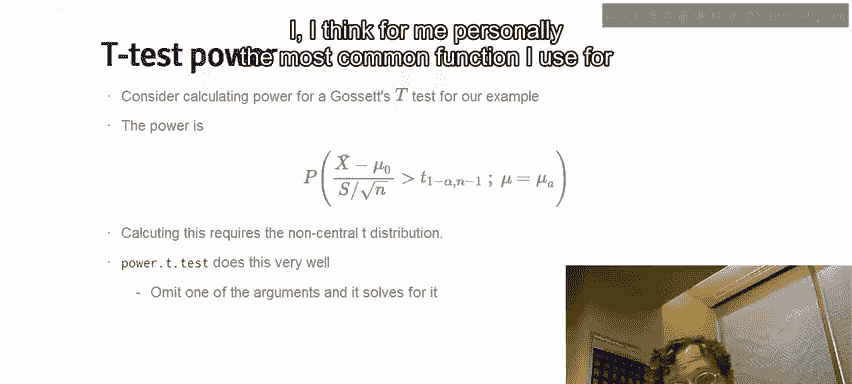 I, I think for me personally
the most common function I use for
T-test power
· Consider calculating power for a Gossett's T test for our example
· The power is
P( (X̄ − μ₀) / (S/√n) > t₁₋α,ₙ₋₁ ; μ = μₐ )
· Calcuting this requires the non-central t distribution.
· power.t.test does this very well
- Omit one of the arguments and it solves for it